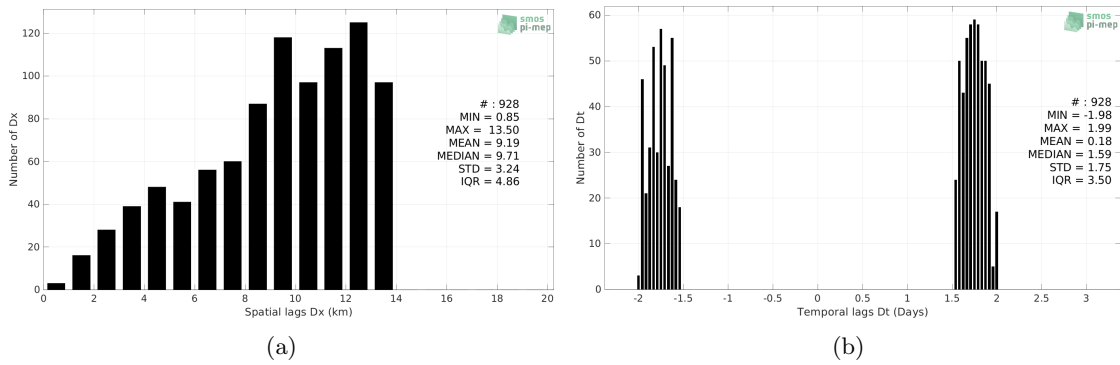 smos
pi-mep
120
100
80
60
40
20
0
Number of Dx
# : 928
MIN = 0.85
MAX = 13.50
MEAN = 9.19
MEDIAN = 9.71
STD = 3.24
IQR = 4.86
0 2 4 6 8 10 12 14 16 18 20
Spatial lags Dx (km)
(a)
smos
pi-mep
60
50
40
30
20
10
0
Number of Dt
# : 928
MIN = -1.98
MAX = 1.99
MEAN = 0.18
MEDIAN = 1.59
STD = 1.75
IQR = 3.50
-2 -1.5 -1 -0.5 0 0.5 1 1.5 2 2.5 3
Temporal lags Dt (Days)
(b)